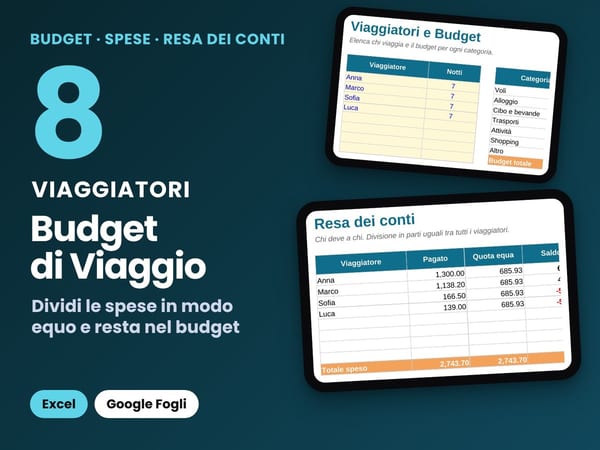 BUDGET · SPESE · RESA DEI CONTI
8
VIAGGIATORI
Budget
di Viaggio
Dividi le spese in modo
equo e resta nel budget
Excel
Google Fogli
Viaggiatori e Budget
Elenca chi viaggia e il budget per ogni categoria.
Viaggiatore Notti
Anna 7
Marco 7
Sofia 7
Luca 7
Voli
Alloggio
Cibo e bevande
Trasporti
Attività
Shopping
Altro
Budget totale
Resa dei conti
Chi deve a chi. Divisione in parti uguali tra tutti i viaggiatori.
Viaggiatore Pagato Quota equa
Anna 1,300.00 685.93
Marco 1,138.20 685.93
Sofia 166.50 685.93
Luca 139.00 685.93
Totale speso 2,743.70 2,743.70